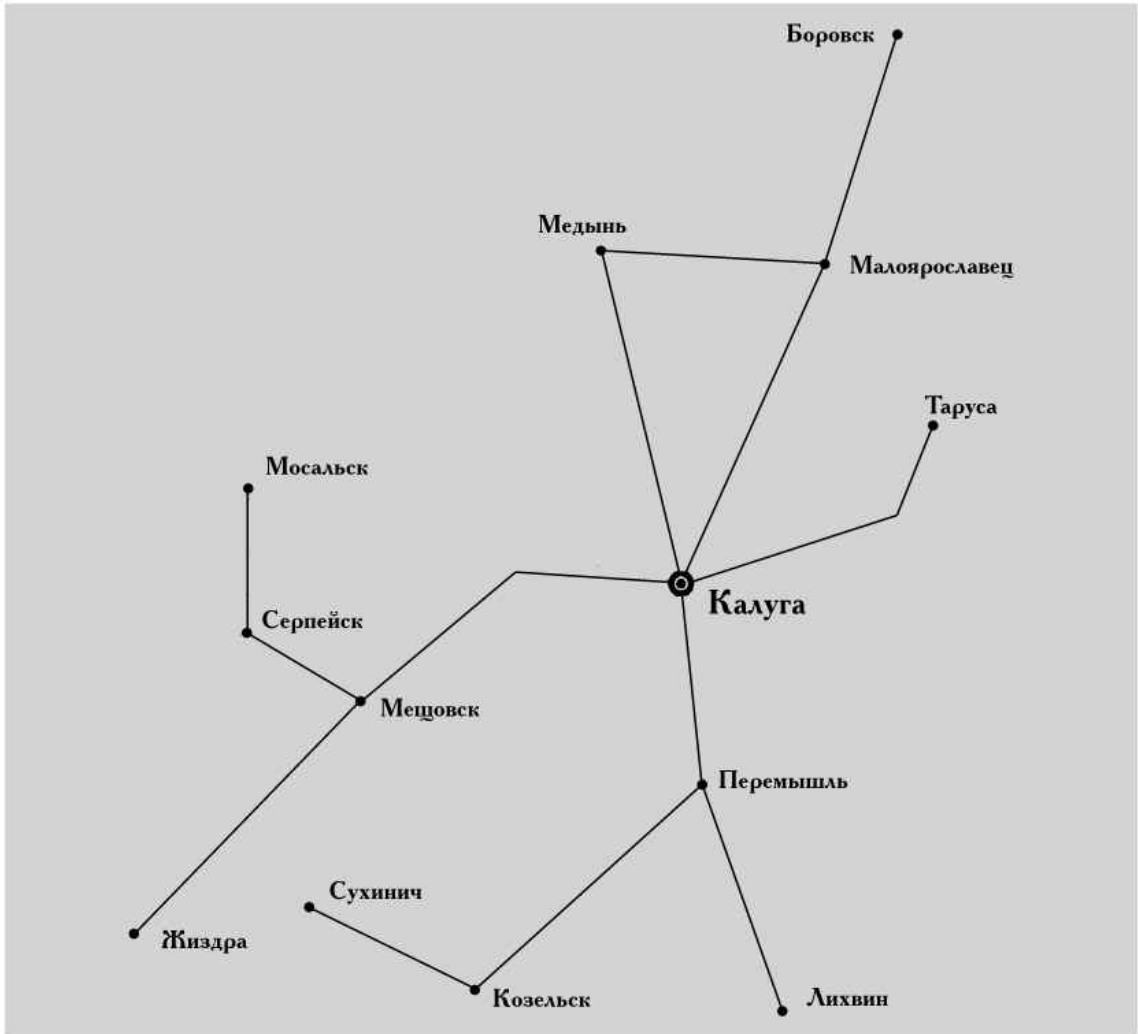 Боровск
Медынь
Малоярославец
Таруса
Мосальск
Калуга
Серпейск
Мещовск
Перемышль
Сухинич
Жиздра
Козельск
Лихвин